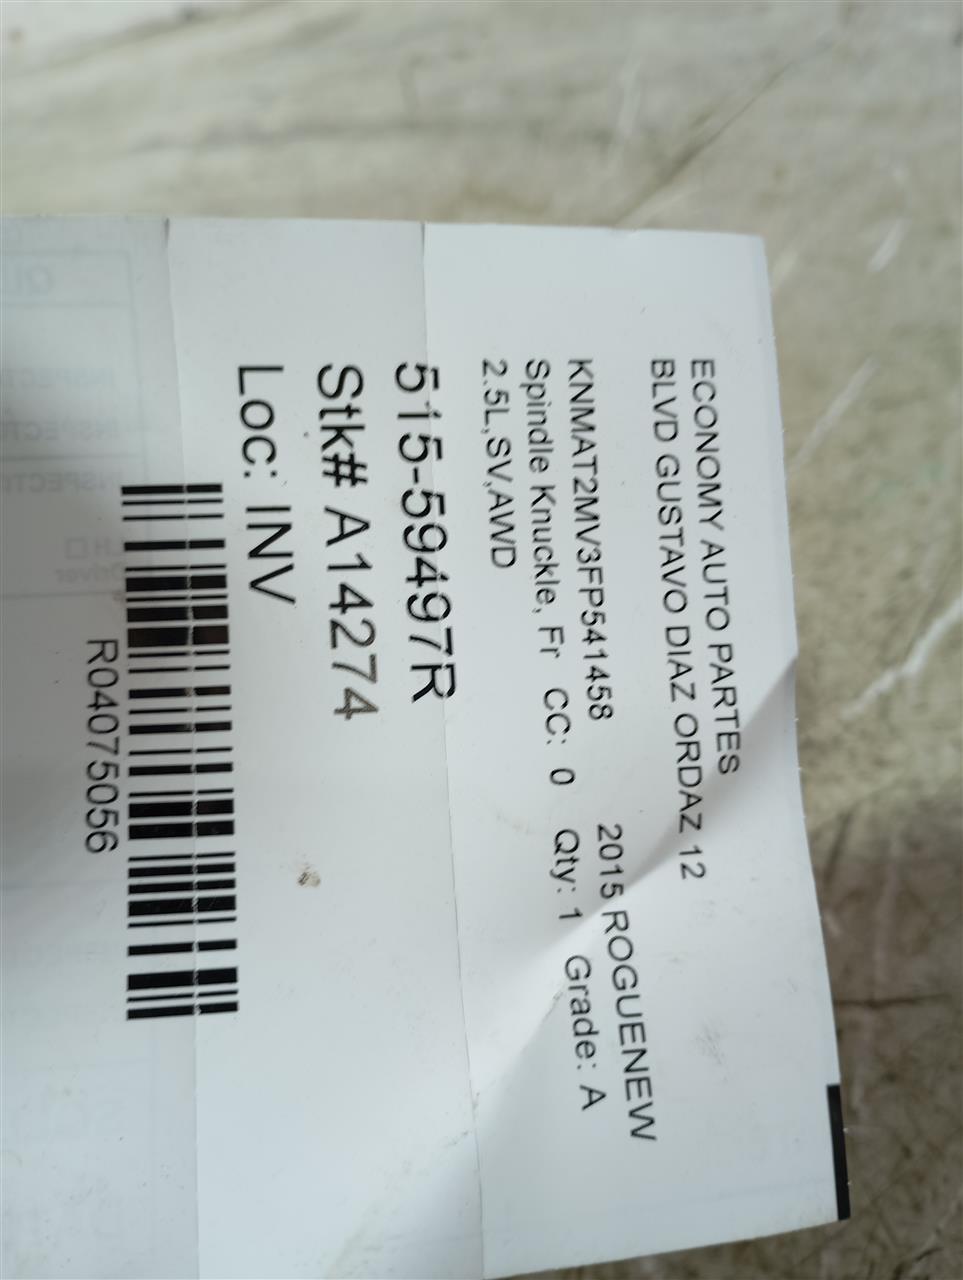 ECONOMY AUTO PARTES
BLVD GUSTAVO DIAZ ORDAZ 12
KNMAT2MV3FP541458 2015 ROGUENEW
Spindle Knuckle, Fr CC: 0 Qty: 1 Grade: A
2.5L,SV,AWD
515-59497R
Stk# A14274
Loc: INV
R04075056